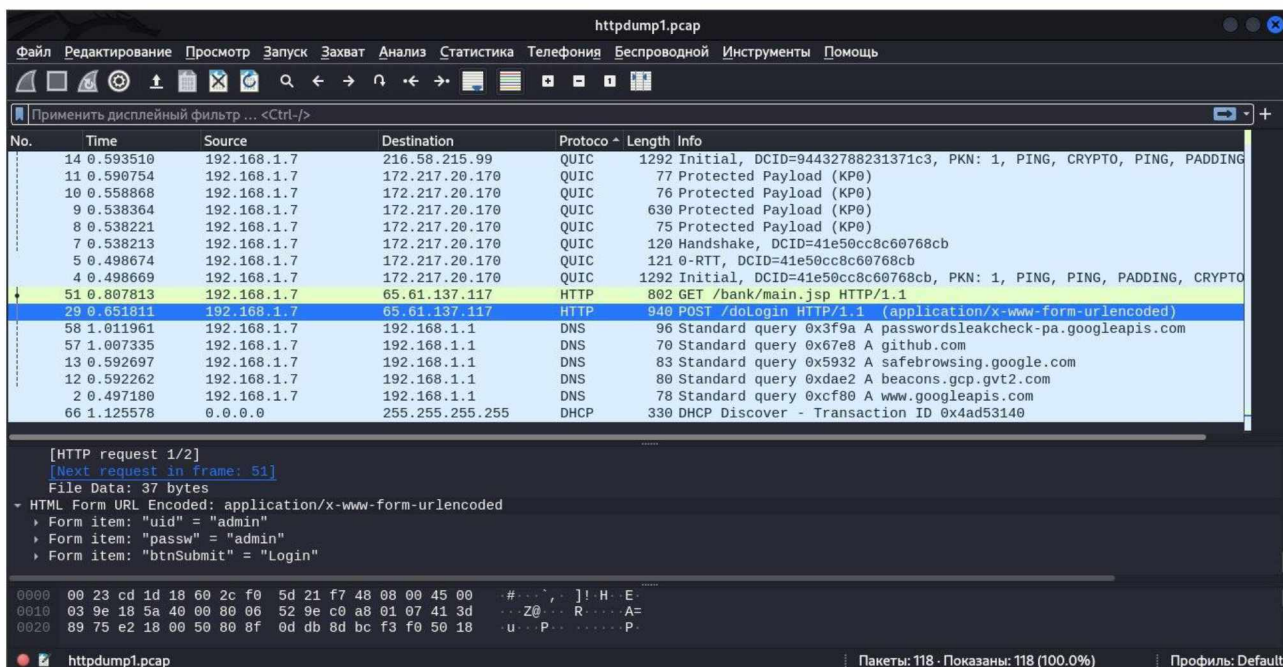 httpdump1.pcap
Файл Редактирование Просмотр Запуск Захват Анализ Статистика Телефония Беспроводной Инструменты Помощь
Применить дисплейный фильтр ... <Ctrl-/>
No. Time Source Destination Protoco Length Info
14 0.593510 192.168.1.7 216.58.215.99 QUIC 1292 Initial, DCID=94432788231371c3, PKN: 1, PING, CRYPTO, PING, PADDING
11 0.590754 192.168.1.7 172.217.20.170 QUIC 77 Protected Payload (KP0)
10 0.558868 192.168.1.7 172.217.20.170 QUIC 76 Protected Payload (KP0)
9 0.538364 192.168.1.7 172.217.20.170 QUIC 630 Protected Payload (KP0)
8 0.538221 192.168.1.7 172.217.20.170 QUIC 75 Protected Payload (KP0)
7 0.538213 192.168.1.7 172.217.20.170 QUIC 120 Handshake, DCID=41e50cc8c60768cb
5 0.498674 192.168.1.7 172.217.20.170 QUIC 121 0-RTT, DCID=41e50cc8c60768cb
4 0.498669 192.168.1.7 172.217.20.170 QUIC 1292 Initial, DCID=41e50cc8c60768cb, PKN: 1, PING, PING, PADDING, CRYPTO
51 0.807813 192.168.1.7 65.61.137.117 HTTP 802 GET /bank/main.jsp HTTP/1.1
29 0.651811 192.168.1.7 65.61.137.117 HTTP 940 POST /doLogin HTTP/1.1 (application/x-www-form-urlencoded)
58 1.011961 192.168.1.7 192.168.1.1 DNS 96 Standard query 0x3f9a A passwordsleakcheck-pa.googleapis.com
57 1.007335 192.168.1.7 192.168.1.1 DNS 70 Standard query 0x67e8 A github.com
13 0.592697 192.168.1.7 192.168.1.1 DNS 83 Standard query 0x5932 A safebrowsing.google.com
12 0.592262 192.168.1.7 192.168.1.1 DNS 80 Standard query 0xdae2 A beacons.gcp.gvt2.com
2 0.497180 192.168.1.7 192.168.1.1 DNS 78 Standard query 0xcf80 A www.googleapis.com
66 1.125578 0.0.0.0 255.255.255.255 DHCP 330 DHCP Discover - Transaction ID 0x4ad53140
[HTTP request 1/2]
[Next request in frame: 51]
File Data: 37 bytes
HTML Form URL Encoded: application/x-www-form-urlencoded
Form item: "uid" = "admin"
Form item: "passw" = "admin"
Form item: "btnSubmit" = "Login"
0000 00 23 cd 1d 18 60 2c f0 5d 21 f7 48 08 00 45 00 ·#···`,· ]!·H··E·
0010 03 9e 18 5a 40 00 80 06 52 9e c0 a8 01 07 41 3d ···Z@··· R·····A=
0020 89 75 e2 18 00 50 80 8f 0d db 8d bc f3 f0 50 18 ·u···P·· ······P·
httpdump1.pcap Пакеты: 118 · Показаны: 118 (100.0%) Профиль: Default